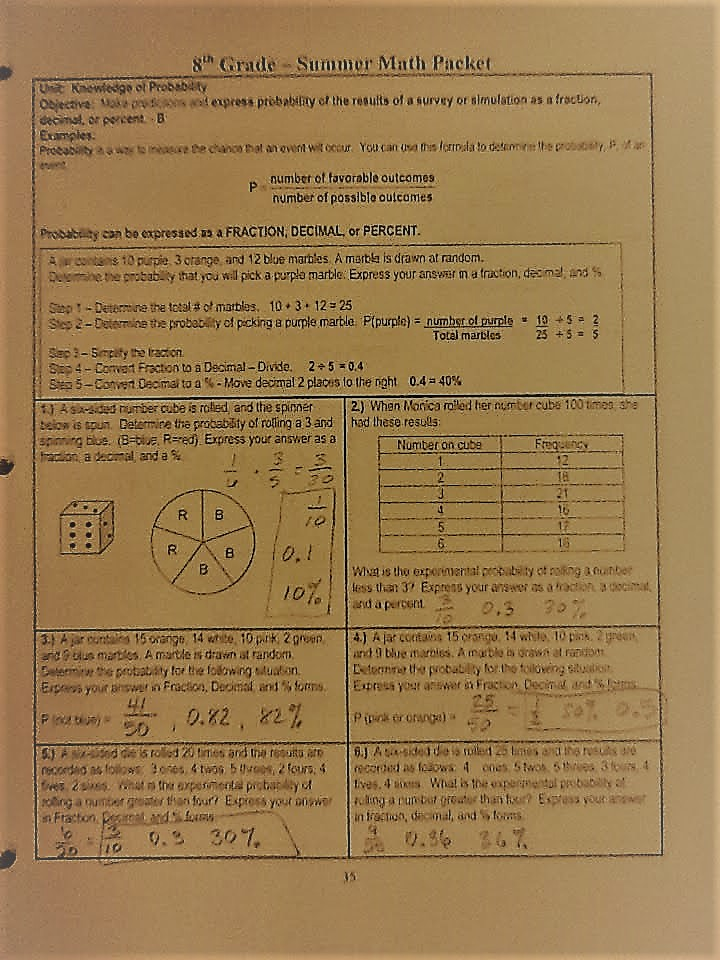 8th Grade – Summer Math Packet
Unit: Knowledge of Probability
Objective: Make predictions and express probability of the results of a survey or simulation as a fraction,
decimal, or percent. - B
Examples:
Probability is a way to measure the chance that an event will occur. You can use this formula to determine the probability, P, of an
event.
P = number of favorable outcomes
number of possible outcomes
Probability can be expressed as a FRACTION, DECIMAL, or PERCENT.
A jar contains 10 purple, 3 orange, and 12 blue marbles. A marble is drawn at random.
Determine the probability that you will pick a purple marble. Express your answer in a fraction, decimal, and %
Step 1 – Determine the total # of marbles. 10 + 3 + 12 = 25
Step 2 – Determine the probability of picking a purple marble. P(purple) = number of purple = 10 ÷ 5 = 2
Total marbles 25 ÷ 5 = 5
Step 3 – Simplify the fraction.
Step 4 – Convert Fraction to a Decimal – Divide. 2 ÷ 5 = 0.4
Step 5 – Convert Decimal to a % - Move decimal 2 places to the right. 0.4 = 40%
1.) A six-sided number cube is rolled, and the spinner
below is spun. Determine the probability of rolling a 3 and
spinning blue. (B=blue, R=red) Express your answer as a
fraction, a decimal, and a %.
1/6 · 3/5 = 3/30
R B
R B
B
1/10
0.1
10%
2.) When Monica rolled her number cube 100 times, she
had these results:
Number on cube Frequency
1 12
2 18
3 21
4 16
5 17
6 16
What is the experimental probability of rolling a number
less than 3? Express your answer as a fraction, a decimal,
and a percent. 3/10 0.3 30%
3.) A jar contains 15 orange, 14 white, 10 pink, 2 green,
and 9 blue marbles. A marble is drawn at random.
Determine the probability for the following situation.
Express your answer in Fraction, Decimal, and % forms.
P (not blue) = 41/50, 0.82, 82%
4.) A jar contains 15 orange, 14 white, 10 pink, 2 green,
and 9 blue marbles. A marble is drawn at random.
Determine the probability for the following situation.
Express your answer in Fraction, Decimal, and % forms.
P (pink or orange) = 25/50 = 1/2 50% 0.5
5.) A six-sided die is rolled 20 times and the results are
recorded as follows: 3 ones, 4 twos, 5 threes, 2 fours, 4
fives, 2 sixes. What is the experimental probability of
rolling a number greater than four? Express your answer
in Fraction, Decimal, and % forms.
= 3/10 0.3 30%
6.) A six-sided die is rolled 25 times and the results are
recorded as follows: 4 ones, 5 twos, 5 threes, 3 fours, 4
fives, 4 sixes. What is the experimental probability of
rolling a number greater than four? Express your answer
in fraction, decimal, and % forms.
0.36 36%
35